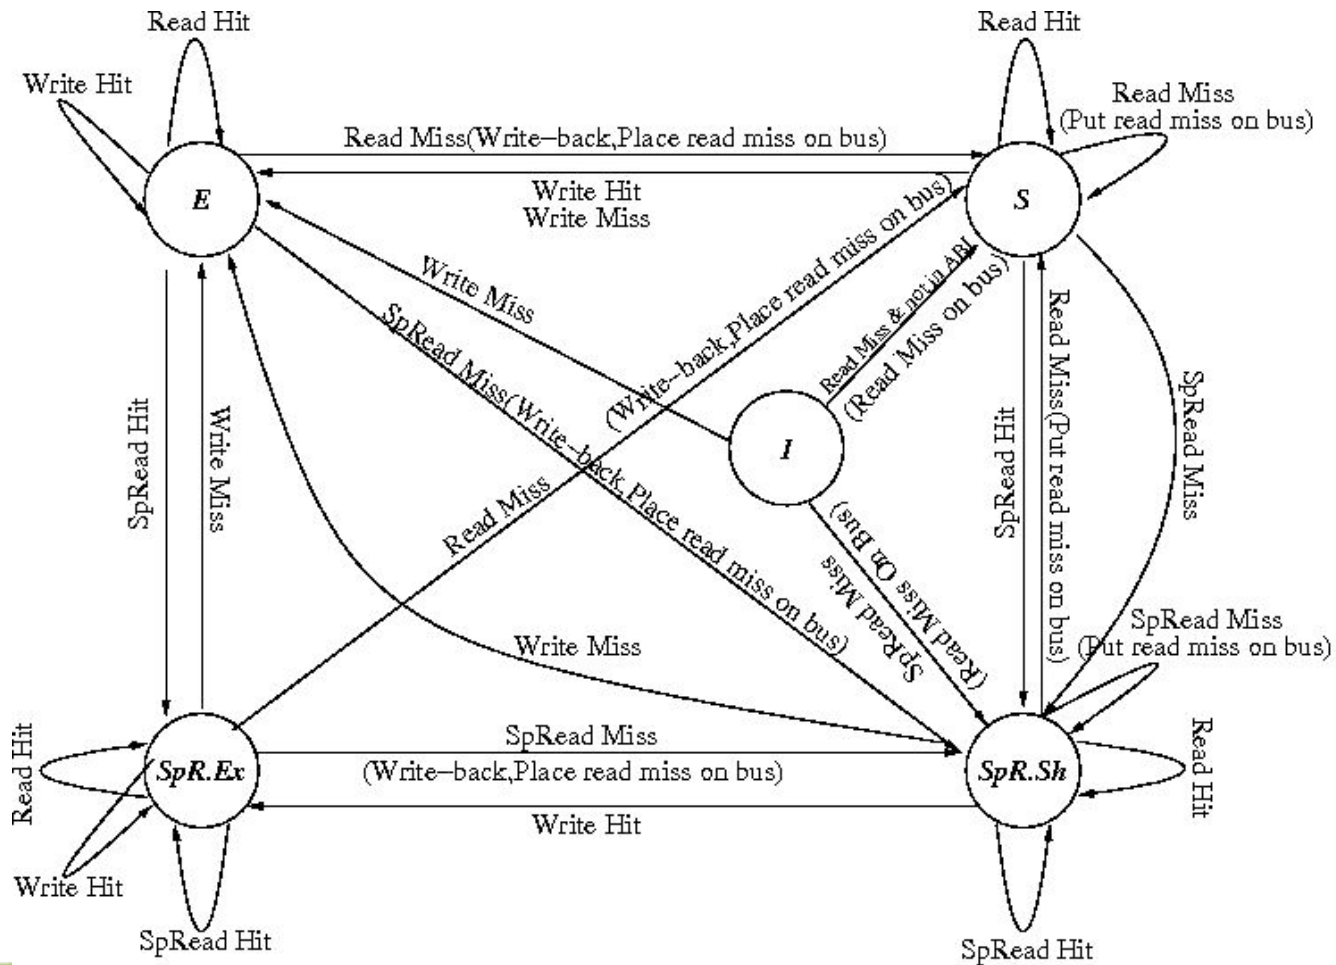 Read Hit
Read Hit
Write Hit
Read Miss
(Put read miss on bus)
Read Miss(Write-back,Place read miss on bus)
E
Write Hit
Write Miss
S
Write Miss
SpRead Miss(Write-back,Place read miss on bus)
Read Miss
(Write-back,Place read miss on bus)
Read Miss & not in ABI
(Read Miss on bus)
I
SpRead Hit
Write Miss
SpRead Hit
Read Miss(Put read miss on bus)
SpRead Miss
SpRead Miss
(Read Miss On Bus)
Write Miss
SpRead Miss
(Put read miss on bus)
Read Hit
SpR.Ex
SpRead Miss
(Write-back,Place read miss on bus)
SpR.Sh
Read Hit
Write Hit
Write Hit
SpRead Hit
SpRead Hit